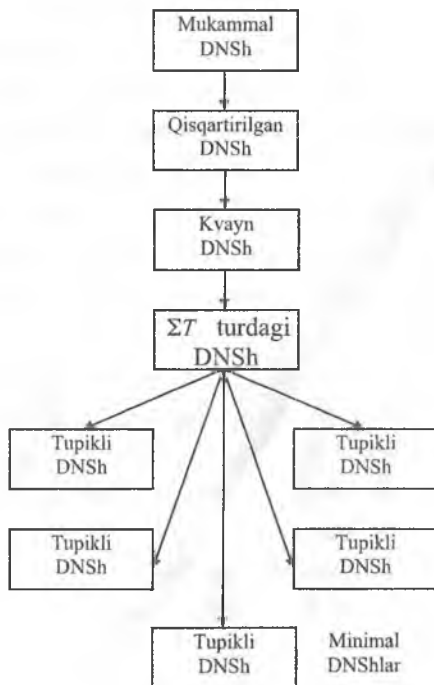 Mukammal
DNSh
Qisqartirilgan
DNSh
Kvayn
DNSh
ΣT turdagi
DNSh
Tupikli
DNSh
Tupikli
DNSh
Tupikli
DNSh
Tupikli
DNSh
Tupikli
DNSh
Minimal
DNShlar